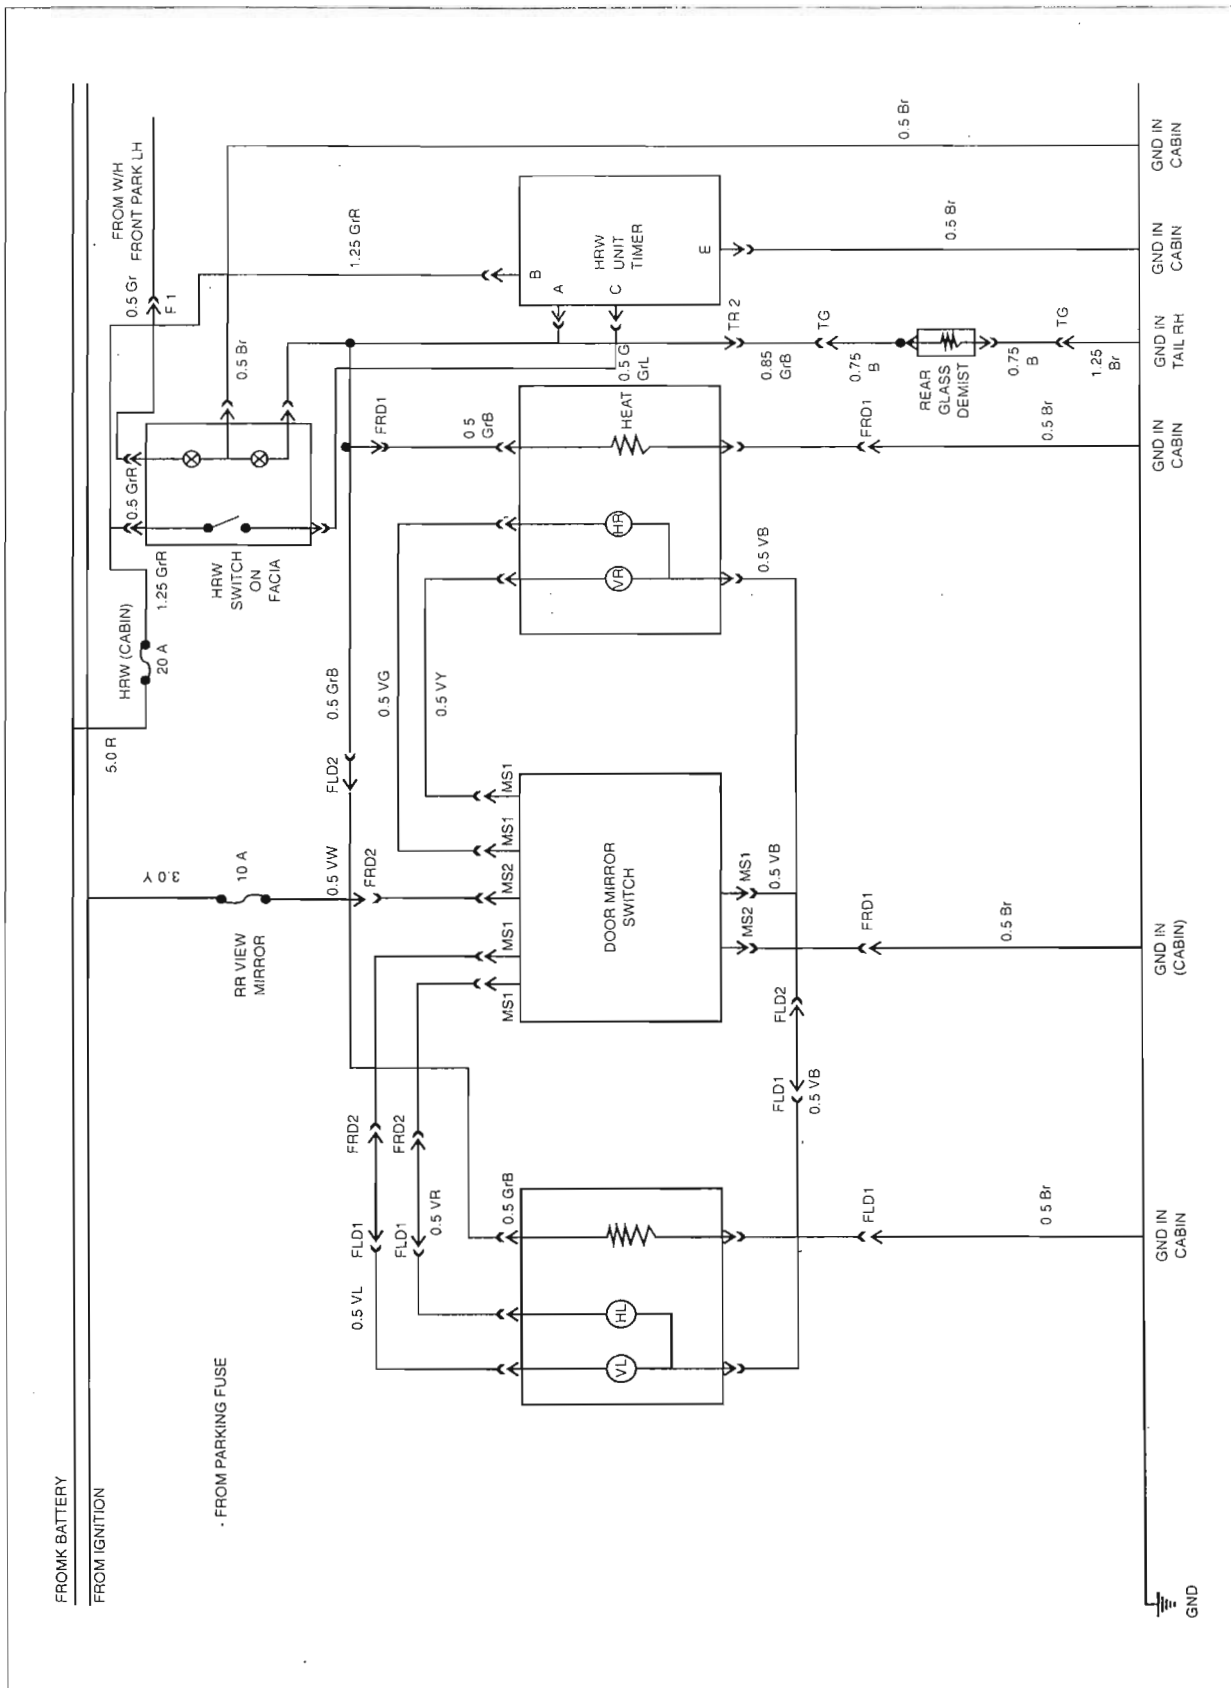 FROMK BATTERY
FROM IGNITION
5.0 R
HRW (CABIN)
20 A
1.25 GrR
0.5 GrR
0.5 Gr
F 1
FROM W/H
FRONT PARK LH
3.0 Y
10 A
RR VIEW
MIRROR
HRW
SWITCH
ON
FACIA
0.5 Br
- FROM PARKING FUSE
1.25 GrR
0.5 VL
FLD1
FRD2
0.5 VW
FLD2
0.5 GrB
FRD2
FRD1
FLD1
FRD2
0.5 VG
0.5 VR
0.5 VY
0.5 GrB
MS1
MS1
MS2
MS1
MS1
0 5
GrB
B
A
C
E
HRW
UNIT
TIMER
VL
HL
DOOR MIRROR
SWITCH
VR
HR
HEAT
0.5 G
GrL
TR 2
0.85
GrB
TG
0.75
B
REAR
GLASS
DEMIST
0.75
B
TG
1.25
Br
MS2
MS1
0.5 VB
0.5 VB
FLD1
FLD2
0.5 VB
FLD1
FRD1
FRD1
0.5 Br
0.5 Br
0 5 Br
0.5 Br
0.5 Br
GND
GND IN
CABIN
GND IN
(CABIN)
GND IN
CABIN
GND IN
TAIL RH
GND IN
CABIN
GND IN
CABIN